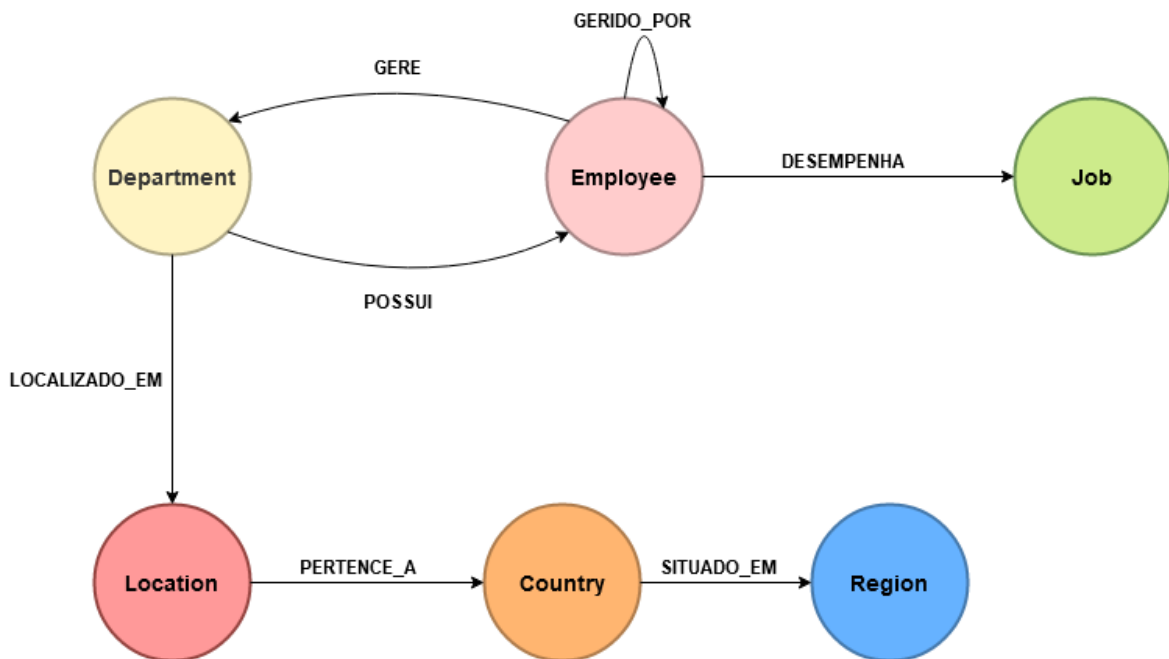 GERIDO_POR
GERE
Department
Employee
DESEMPENHA
Job
POSSUI
LOCALIZADO_EM
Location
PERTENCE_A
Country
SITUADO_EM
Region